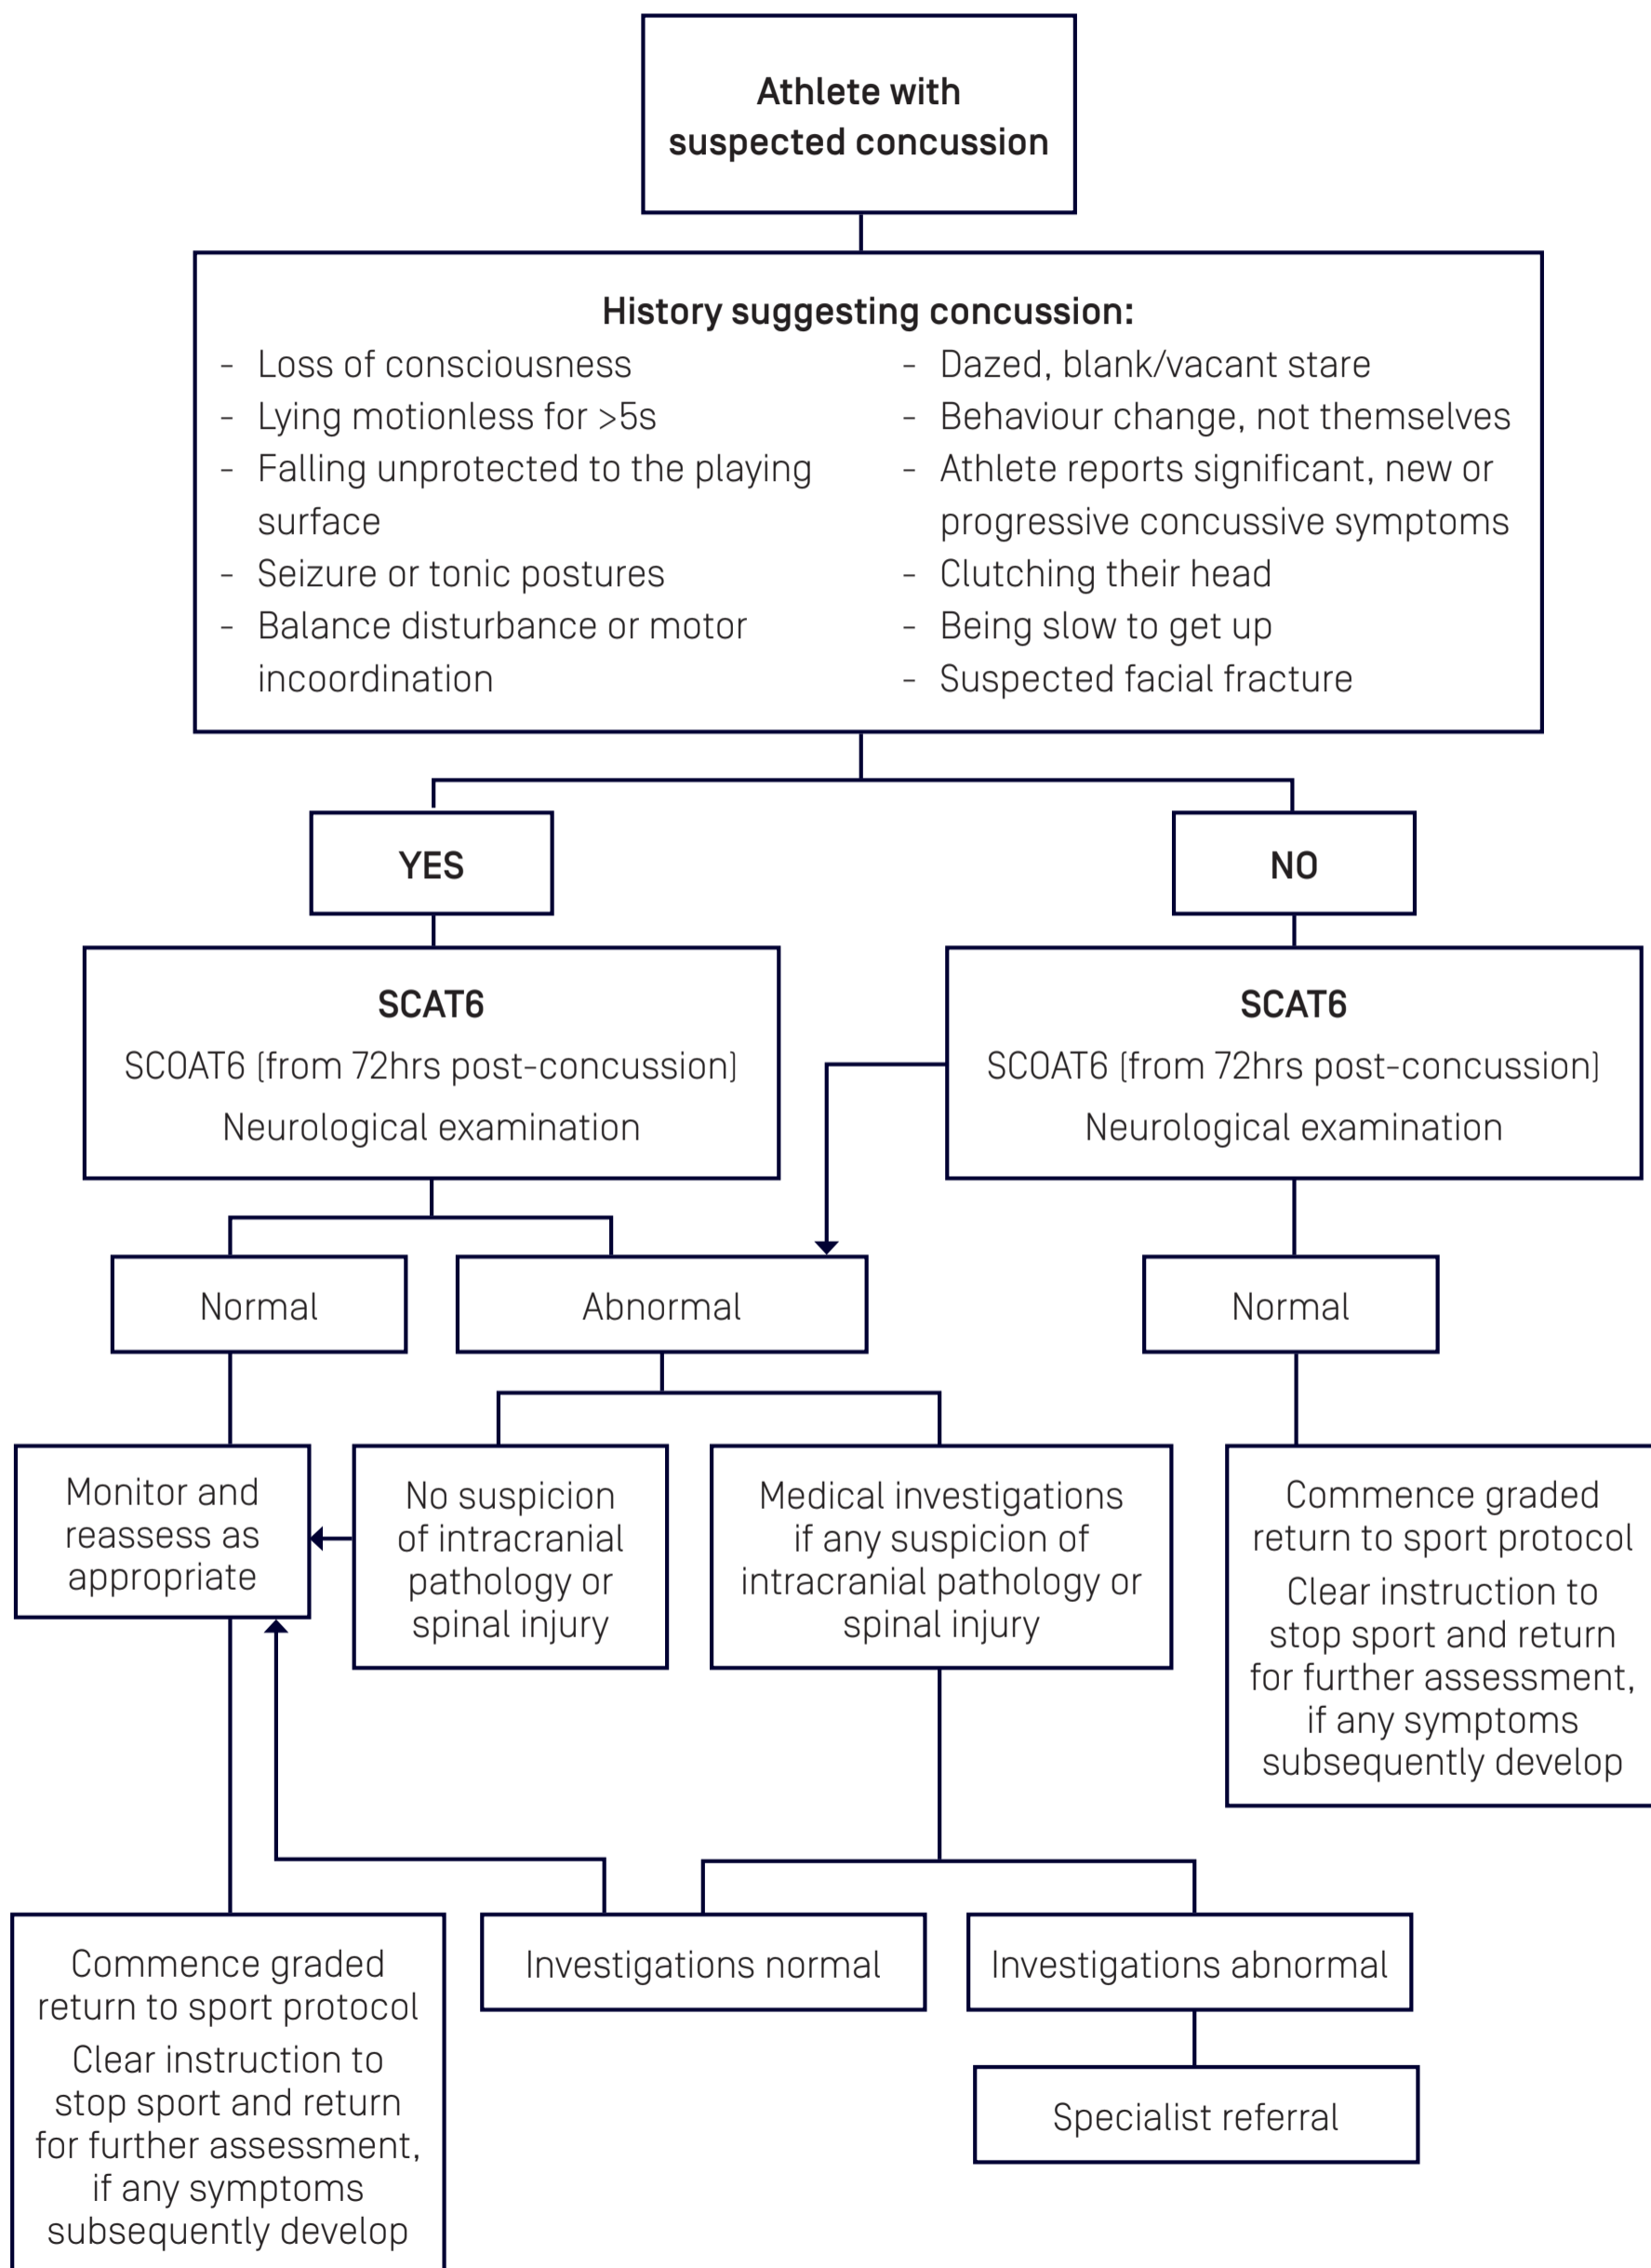 Athlete with
suspected concussion
History suggesting concussion:
- Loss of consciousness
- Lying motionless for >5s
- Falling unprotected to the playing
surface
- Seizure or tonic postures
- Balance disturbance or motor
incoordination
- Dazed, blank/vacant stare
- Behaviour change, not themselves
- Athlete reports significant, new or
progressive concussive symptoms
- Clutching their head
- Being slow to get up
- Suspected facial fracture
YES
NO
SCAT6
SCOAT6 (from 72hrs post-concussion)
Neurological examination
SCAT6
SCOAT6 (from 72hrs post-concussion)
Neurological examination
Normal
Abnormal
Normal
Monitor and
reassess as
appropriate
No suspicion
of intracranial
pathology or
spinal injury
Medical investigations
if any suspicion of
intracranial pathology or
spinal injury
Commence graded
return to sport protocol
Clear instruction to
stop sport and return
for further assessment,
if any symptoms
subsequently develop
Commence graded
return to sport protocol
Clear instruction to
stop sport and return
for further assessment,
if any symptoms
subsequently develop
Investigations normal
Investigations abnormal
Specialist referral